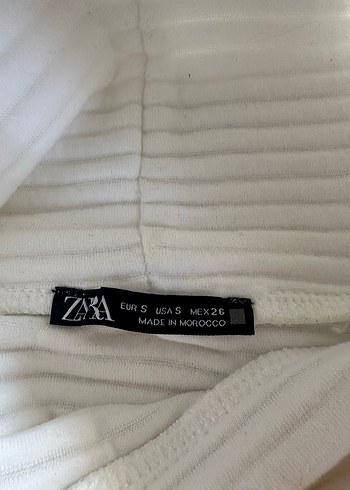 ZARA
EUR S USA S MEX 26
MADE IN MOROCCO